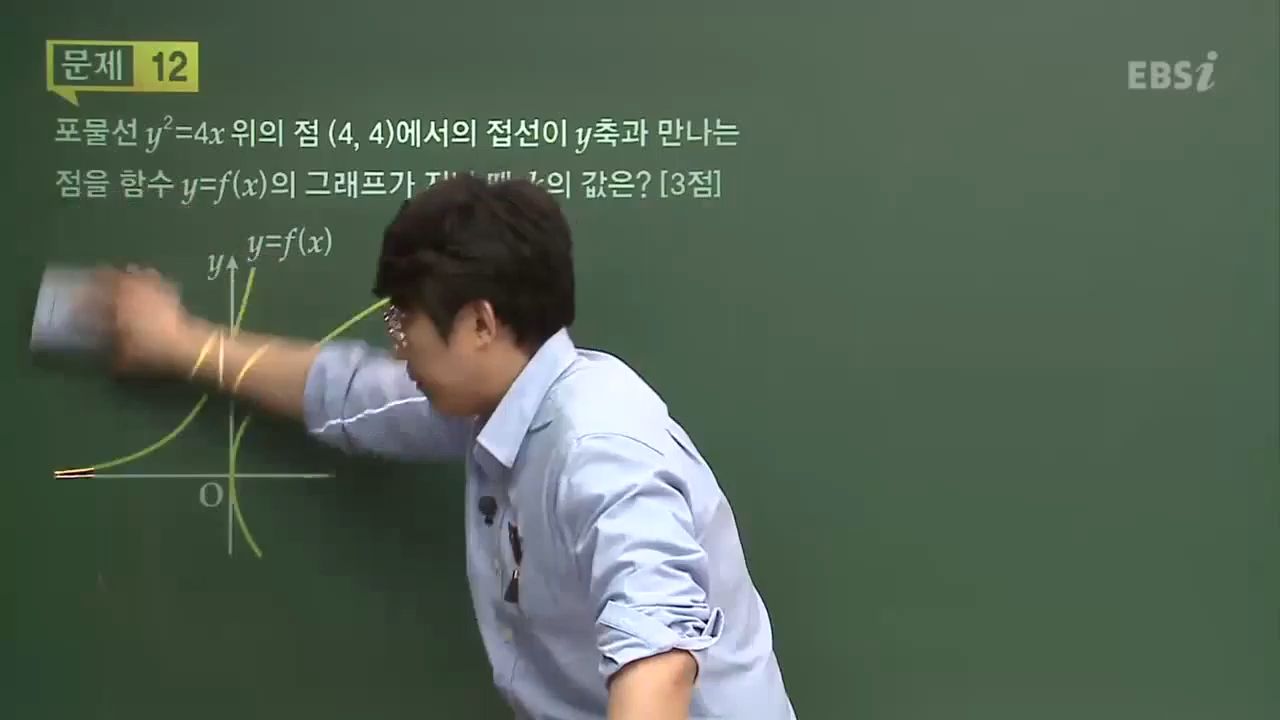 문제 12
EBSi
포물선 y²=4x 위의 점 (4, 4)에서의 접선이 y축과 만나는
점을 함수 y=f(x)의 그래프가 의 값은? [3점]
y=f(x)
y
O